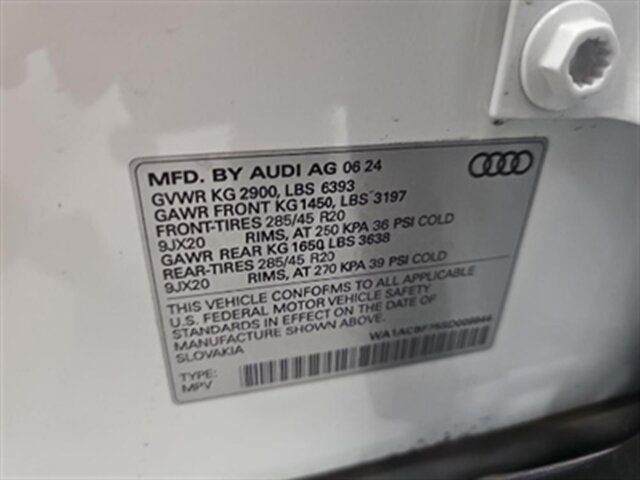 MFD. BY AUDI AG 06 24
GVWR KG 2900, LBS 6393
GAWR FRONT KG1450, LBS 3197
FRONT-TIRES 285/45 R20
9JX20 RIMS, AT 250 KPA 36 PSI COLD
GAWR REAR KG 1650, LBS 3638
REAR-TIRES 285/45 R20
9JX20 RIMS, AT 270 KPA 39 PSI COLD
THIS VEHICLE CONFORMS TO ALL APPLICABLE
U.S. FEDERAL MOTOR VEHICLE SAFETY
STANDARDS IN EFFECT ON THE DATE OF
MANUFACTURE SHOWN ABOVE.
SLOVAKIA
TYPE:
MPV